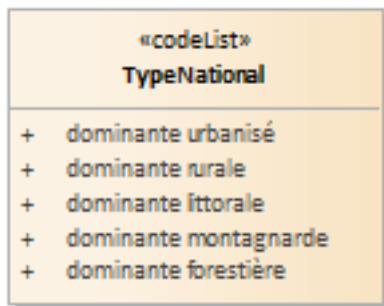 «codeList»
TypeNational
+ dominante urbanisé
+ dominante rurale
+ dominante littorale
+ dominante montagnarde
+ dominante forestière